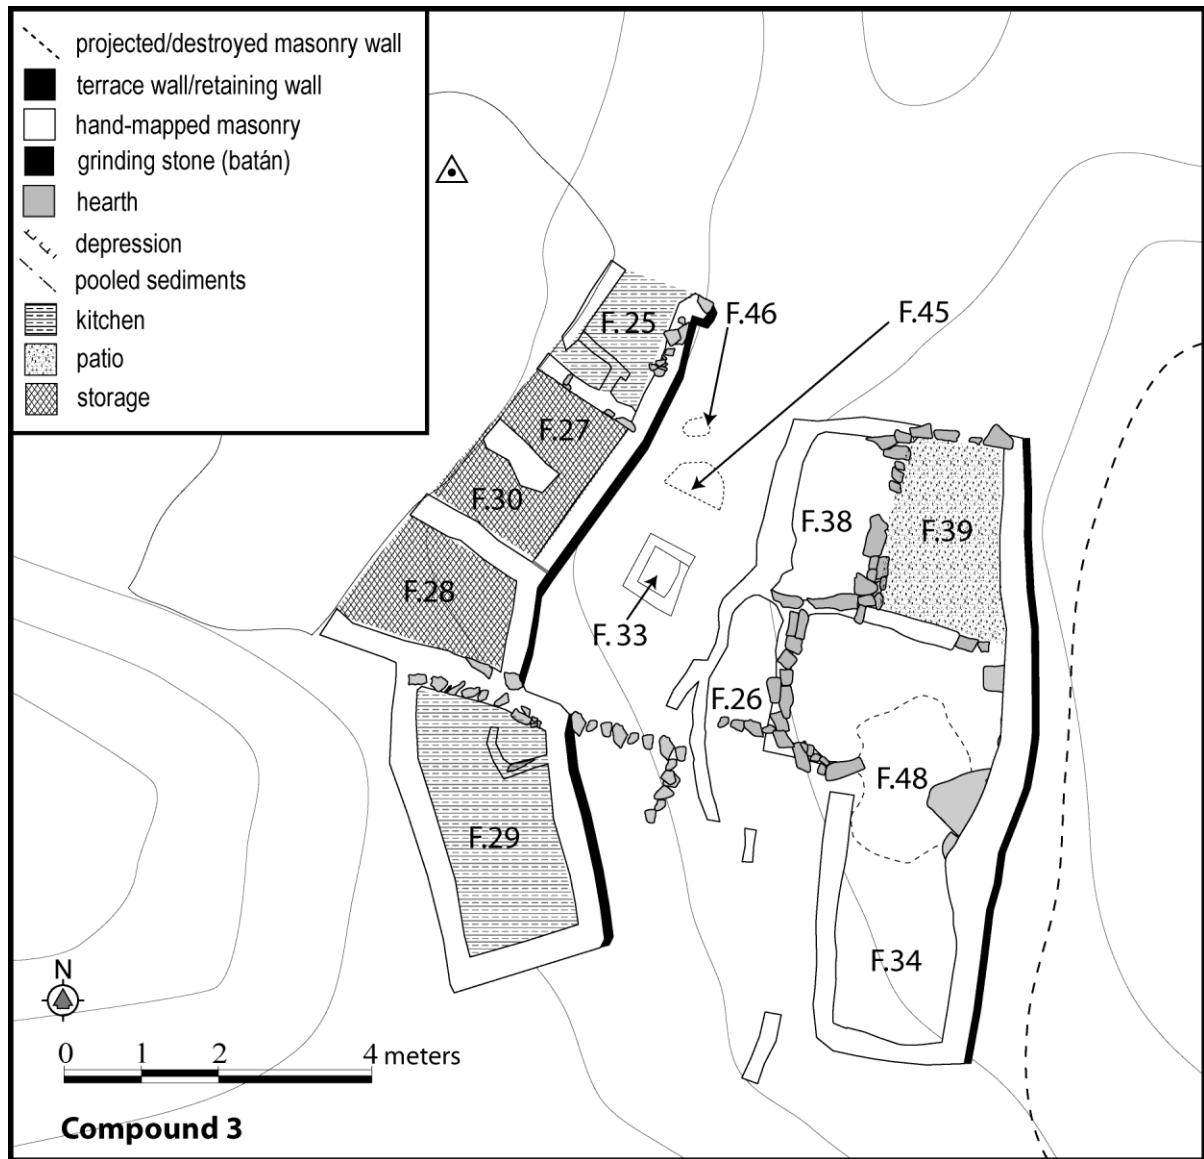 projected/destroyed masonry wall
terrace wall/retaining wall
hand-mapped masonry
grinding stone (batán)
hearth
depression
pooled sediments
kitchen
patio
storage
F. 25
F.46
F.45
F.27
F.30
F.38
F.39
F.28
F. 33
F.26
F.48
F.29
F.34
N
0 1 2 4 meters
Compound 3